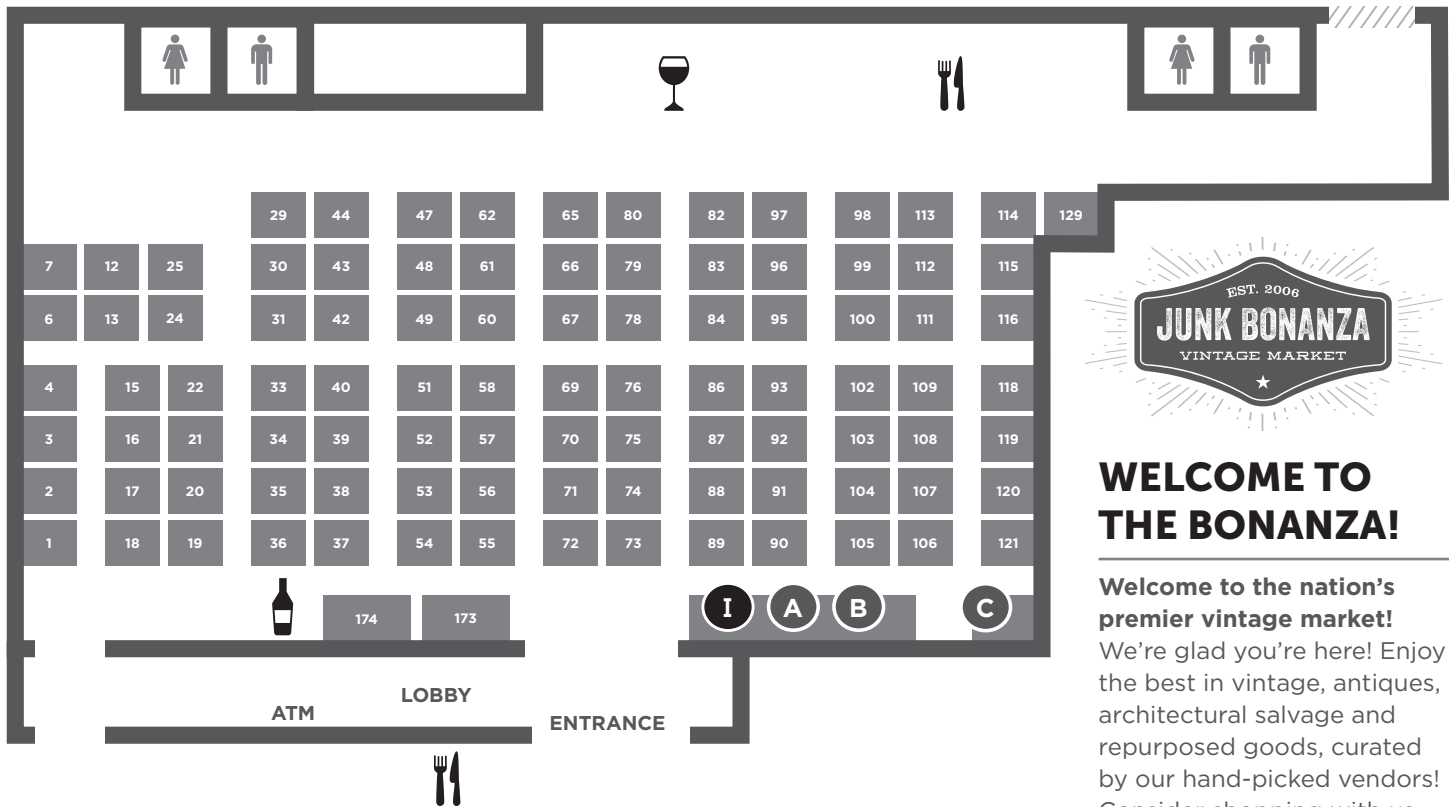 29 44 47 62 65 80 82 97 98 113 114 129
7 12 25 30 43 48 61 66 79 83 96 99 112 115
6 13 24 31 42 49 60 67 78 84 95 100 111 116
4 15 22 33 40 51 58 69 76 86 93 102 109 118
3 16 21 34 39 52 57 70 75 87 92 103 108 119
2 17 20 35 38 53 56 71 74 88 91 104 107 120
1 18 19 36 37 54 55 72 73 89 90 105 106 121
174 173 I A B C
LOBBY
ATM
ENTRANCE
EST. 2006
JUNK BONANZA
VINTAGE MARKET
WELCOME TO
THE BONANZA!
Welcome to the nation’s
premier vintage market!
We’re glad you’re here! Enjoy
the best in vintage, antiques,
architectural salvage and
repurposed goods, curated
by our hand-picked vendors!
Consider shopping with us